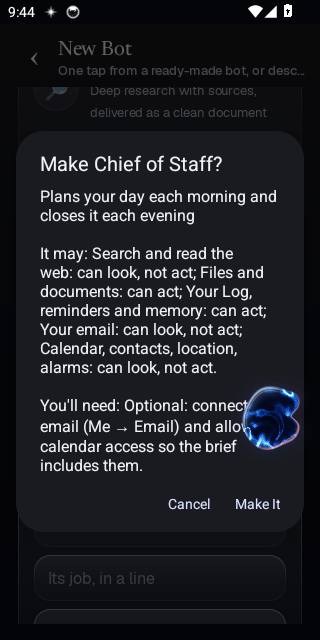 9:44
New Bot
One tap from a ready-made bot, or desc...
Deep research with sources,
delivered as a clean document
Make Chief of Staff?
Plans your day each morning and
closes it each evening
It may: Search and read the
web: can look, not act; Files and
documents: can act; Your Log,
reminders and memory: can act;
Your email: can look, not act;
Calendar, contacts, location,
alarms: can look, not act.
You'll need: Optional: connect
email (Me → Email) and allow
calendar access so the brief
includes them.
Cancel
Make It
Its job, in a line